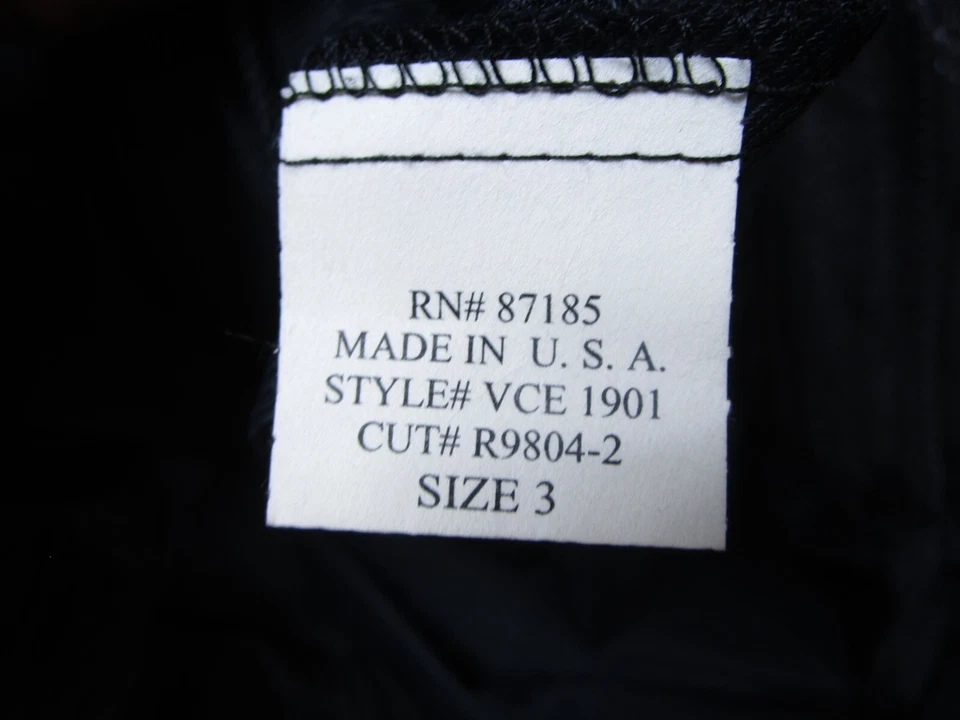 RN# 87185
MADE IN U. S. A.
STYLE# VCE 1901
CUT# R9804-2
SIZE 3